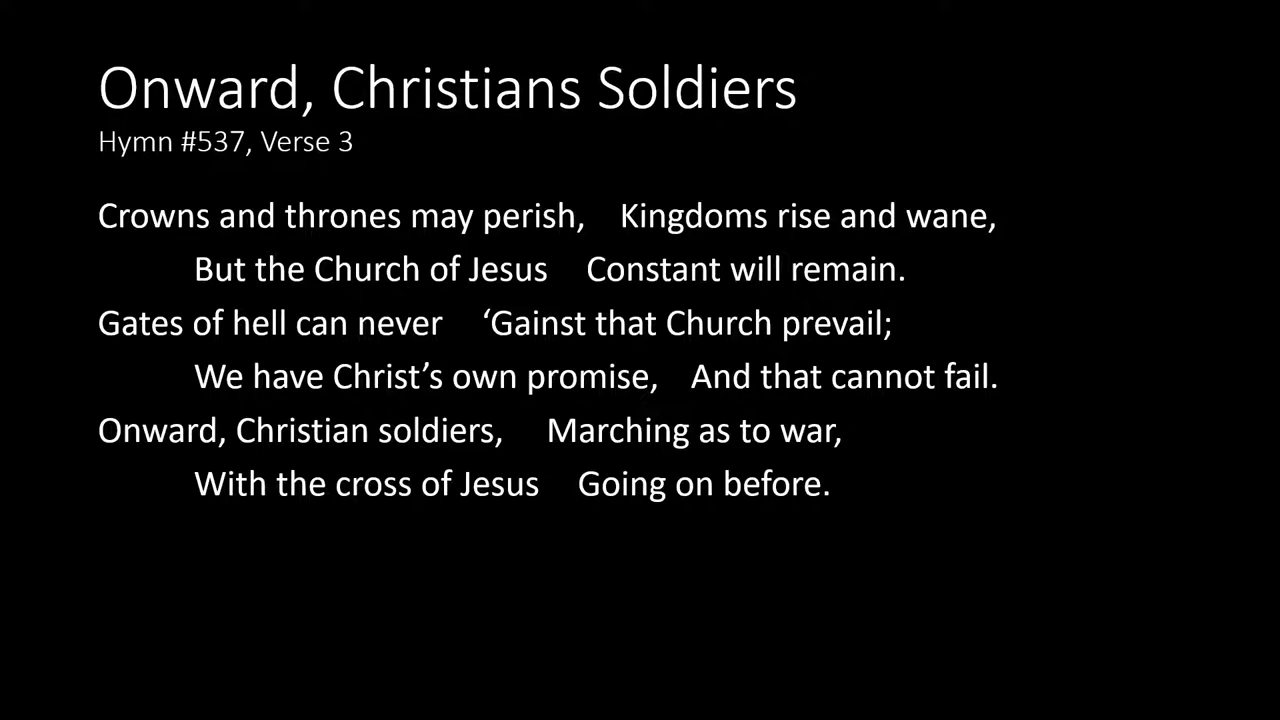 Onward, Christians Soldiers
Hymn #537, Verse 3
Crowns and thrones may perish, Kingdoms rise and wane,
But the Church of Jesus Constant will remain.
Gates of hell can never ‘Gainst that Church prevail;
We have Christ’s own promise, And that cannot fail.
Onward, Christian soldiers, Marching as to war,
With the cross of Jesus Going on before.